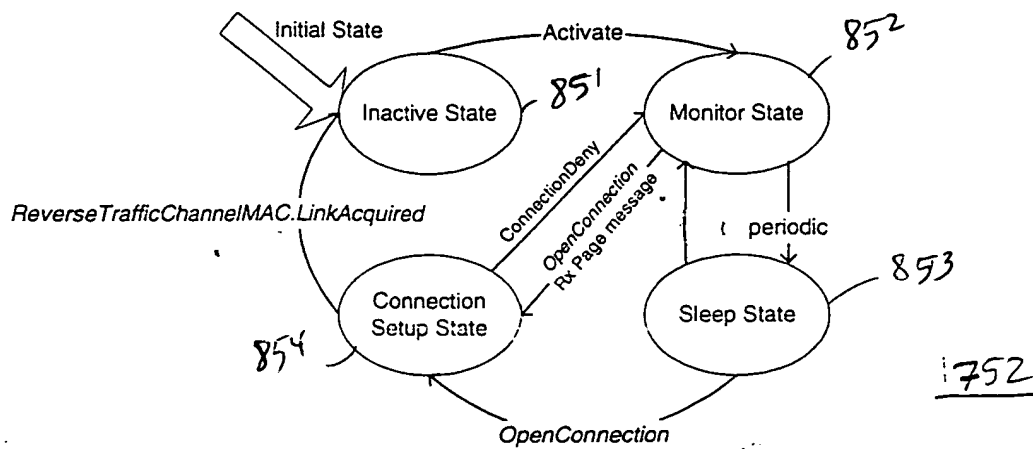 Initial State
Activate
852
Inactive State
851
Monitor State
ConnectionDeny
OpenConnection
Rx Page message
ReverseTrafficChannelMAC.LinkAcquired
periodic
853
Connection
Setup State
Sleep State
854
752
OpenConnection